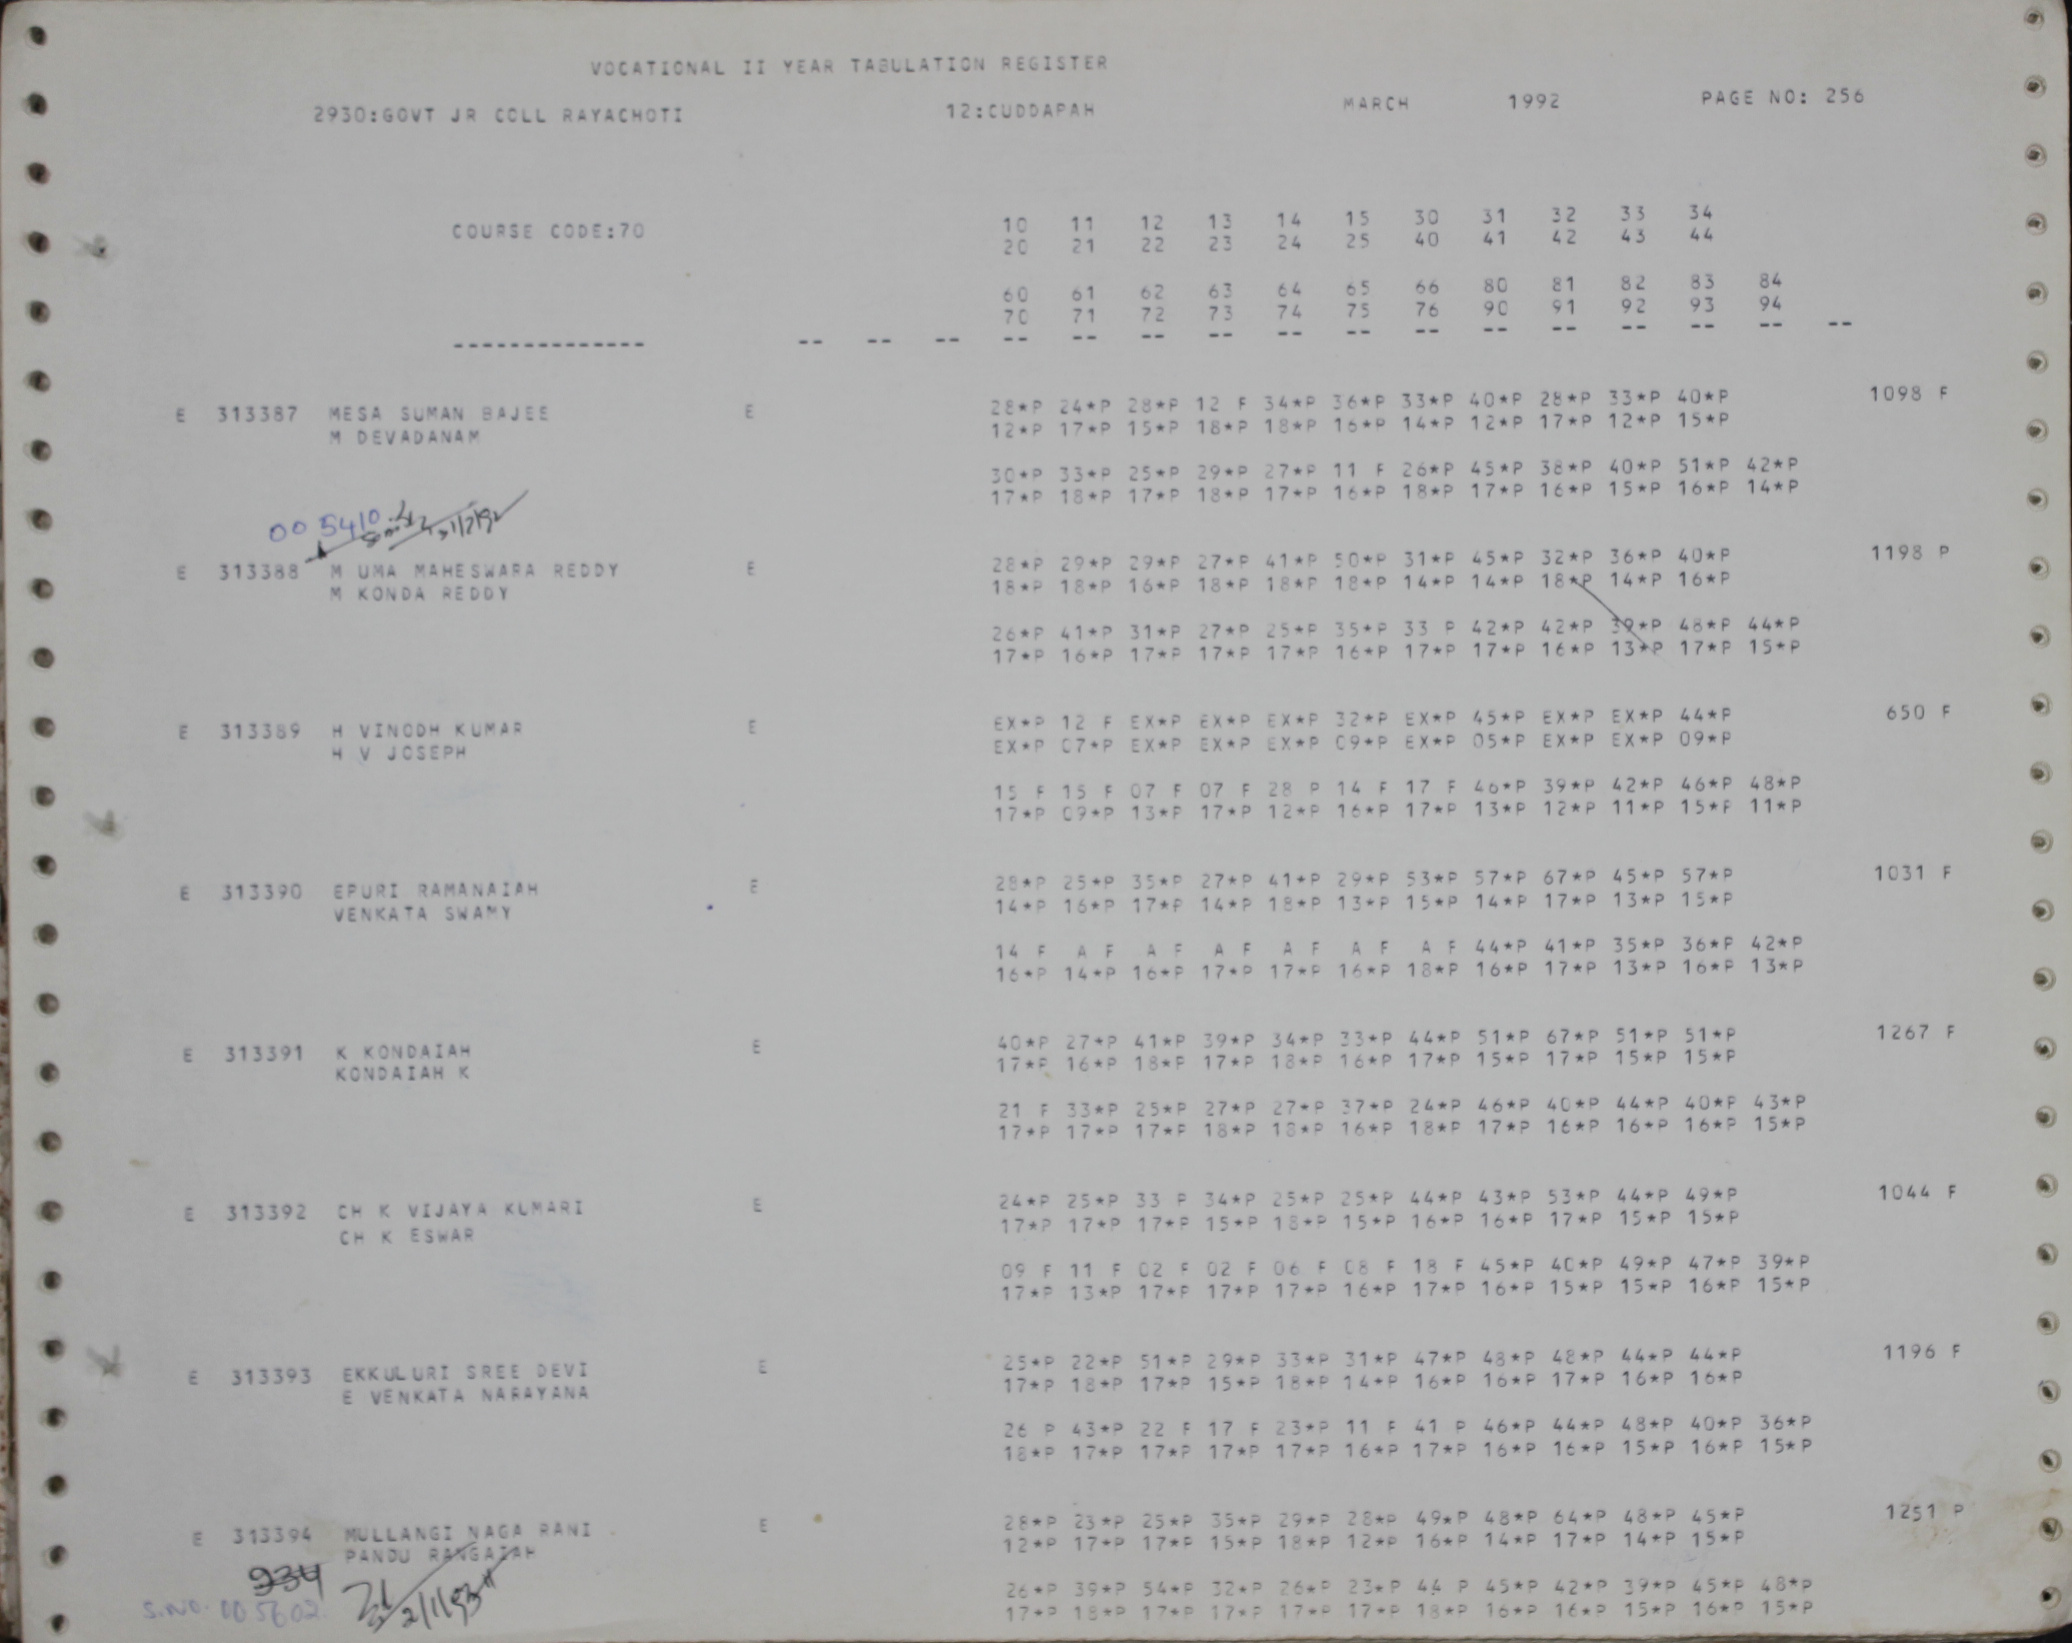 VOCATIONAL II YEAR TABULATION REGISTER
2930:GOVT JR COLL RAYACHOTI 12:CUDDAPAH MARCH 1992 PAGE NO: 256
COURSE CODE:70 10 11 12 13 14 15 30 31 32 33 34
20 21 22 23 24 25 40 41 42 43 44
60 61 62 63 64 65 66 80 81 82 83 84
70 71 72 73 74 75 76 90 91 92 93 94
-------------- -- -- -- -- -- -- -- -- -- -- -- -- -- -- -- --
E 313387 MESA SUMAN BAJEE E 28*P 24*P 28*P 12 F 34*P 36*P 33*P 40*P 28*P 33*P 40*P 1098 F
M DEVADANAM 12*P 17*P 15*P 18*P 18*P 16*P 14*P 12*P 17*P 12*P 15*P
30*P 33*P 25*P 29*P 27*P 11 F 26*P 45*P 38*P 40*P 51*P 42*P
17*P 18*P 17*P 18*P 17*P 16*P 18*P 17*P 16*P 15*P 16*P 14*P
005410
E 313388 M UMA MAHESWARA REDDY E 28*P 29*P 29*P 27*P 41*P 50*P 31*P 45*P 32*P 36*P 40*P 1198 P
M KONDA REDDY 18*P 18*P 16*P 18*P 18*P 18*P 14*P 14*P 18*P 14*P 16*P
26*P 41*P 31*P 27*P 25*P 35*P 33 P 42*P 42*P 39*P 48*P 44*P
17*P 16*P 17*P 17*P 17*P 16*P 17*P 17*P 16*P 13*P 17*P 15*P
E 313389 H VINODH KUMAR E EX*P 12 F EX*P EX*P EX*P 32*P EX*P 45*P EX*P EX*P 44*P 650 F
H V JOSEPH EX*P 07*P EX*P EX*P EX*P 09*P EX*P 05*P EX*P EX*P 09*P
15 F 15 F 07 F 07 F 28 P 14 F 17 F 46*P 39*P 42*P 46*P 48*P
17*P 09*P 13*P 17*P 12*P 16*P 17*P 13*P 12*P 11*P 15*P 11*P
E 313390 EPURI RAMANAIAH E 28*P 25*P 35*P 27*P 41*P 29*P 53*P 57*P 67*P 45*P 57*P 1031 F
VENKATA SWAMY 14*P 16*P 17*P 14*P 18*P 13*P 15*P 14*P 17*P 13*P 15*P
14 F A F A F A F A F A F A F 44*P 41*P 35*P 36*P 42*P
16*P 14*P 16*P 17*P 17*P 16*P 18*P 16*P 17*P 13*P 16*P 13*P
E 313391 K KONDAIAH E 40*P 27*P 41*P 39*P 34*P 33*P 44*P 51*P 67*P 51*P 51*P 1267 F
KONDAIAH K 17*P 16*P 18*P 17*P 18*P 16*P 17*P 15*P 17*P 15*P 15*P
21 F 33*P 25*P 27*P 27*P 37*P 24*P 46*P 40*P 44*P 40*P 43*P
17*P 17*P 17*P 18*P 18*P 16*P 18*P 17*P 16*P 16*P 16*P 15*P
E 313392 CH K VIJAYA KUMARI E 24*P 25*P 33 P 34*P 25*P 25*P 44*P 43*P 53*P 44*P 49*P 1044 F
CH K ESWAR 17*P 17*P 17*P 15*P 18*P 15*P 16*P 16*P 17*P 15*P 15*P
09 F 11 F 02 F 02 F 06 F 08 F 18 F 45*P 40*P 49*P 47*P 39*P
17*P 13*P 17*P 17*P 17*P 16*P 17*P 16*P 15*P 15*P 16*P 15*P
E 313393 EKKULURI SREE DEVI E 25*P 22*P 51*P 29*P 33*P 31*P 47*P 48*P 48*P 44*P 44*P 1196 F
E VENKATA NARAYANA 17*P 18*P 17*P 15*P 18*P 14*P 16*P 16*P 17*P 16*P 16*P
26 P 43*P 22 F 17 F 23*P 11 F 41 P 46*P 44*P 48*P 40*P 36*P
18*P 17*P 17*P 17*P 17*P 16*P 17*P 16*P 16*P 15*P 16*P 15*P
E 313394 MULLANGI NAGA RANI E 28*P 23*P 25*P 35*P 29*P 28*P 49*P 48*P 64*P 48*P 45*P 1251 P
PANDU RANGAIAH 12*P 17*P 17*P 15*P 18*P 12*P 16*P 14*P 17*P 14*P 15*P
934 26*P 39*P 54*P 32*P 26*P 23*P 44 P 45*P 42*P 39*P 45*P 48*P
S.NO. 005602 2/1/93 17*P 18*P 17*P 17*P 17*P 17*P 18*P 16*P 16*P 15*P 16*P 15*P